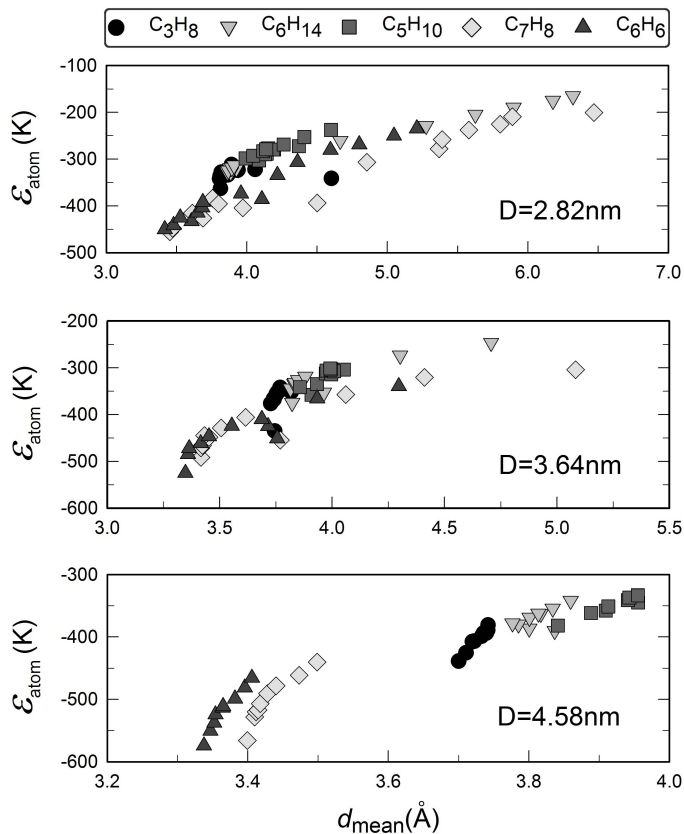 C₃H₈ C₆H₁₄ C₅H₁₀ C₇H₈ C₆H₆
-100
-200
-300
-400
-500
ℰatom (K)
D=2.82nm
3.0 4.0 5.0 6.0 7.0
-200
-300
-400
-500
-600
ℰatom (K)
D=3.64nm
3.0 3.5 4.0 4.5 5.0 5.5
-300
-400
-500
-600
ℰatom (K)
D=4.58nm
3.2 3.4 3.6 3.8 4.0
dmean(Å)